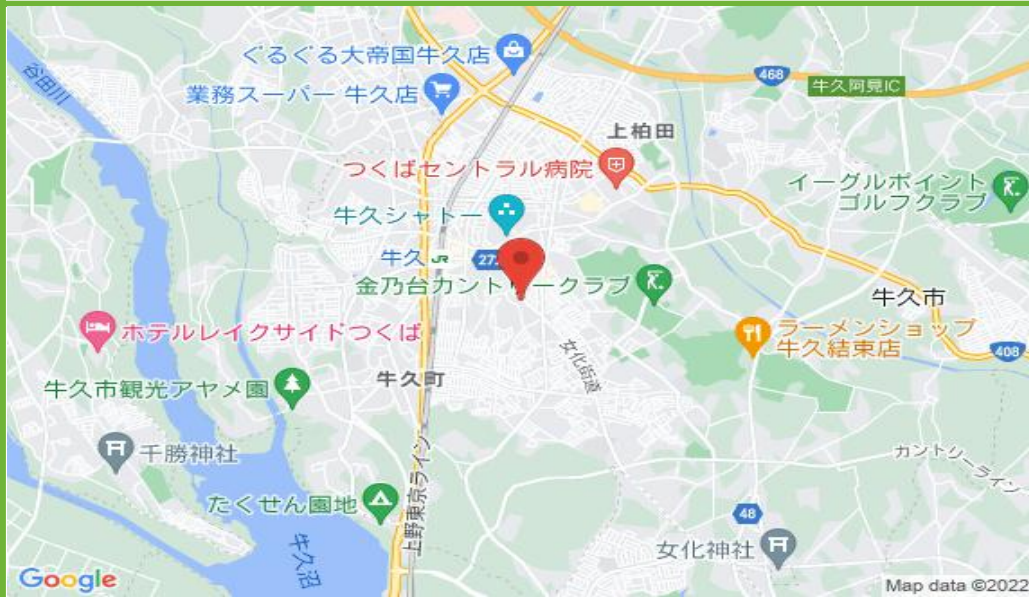 谷田川
ぐるぐる大帝国牛久店
業務スーパー 牛久店
468
牛久阿見IC
上柏田
つくばセントラル病院
イーグルポイント
ゴルフクラブ
牛久シャトー
牛久 JR
金乃台カントリークラブ
牛久市
ホテルレイクサイドつくば
ラーメンショップ
牛久結束店
408
女化街道
牛久町
牛久市観光アヤメ園
千勝神社
カントシーライン
たくせん園地
上野東京ライン
48
牛久沼
女化神社
Google
Map data ©2022